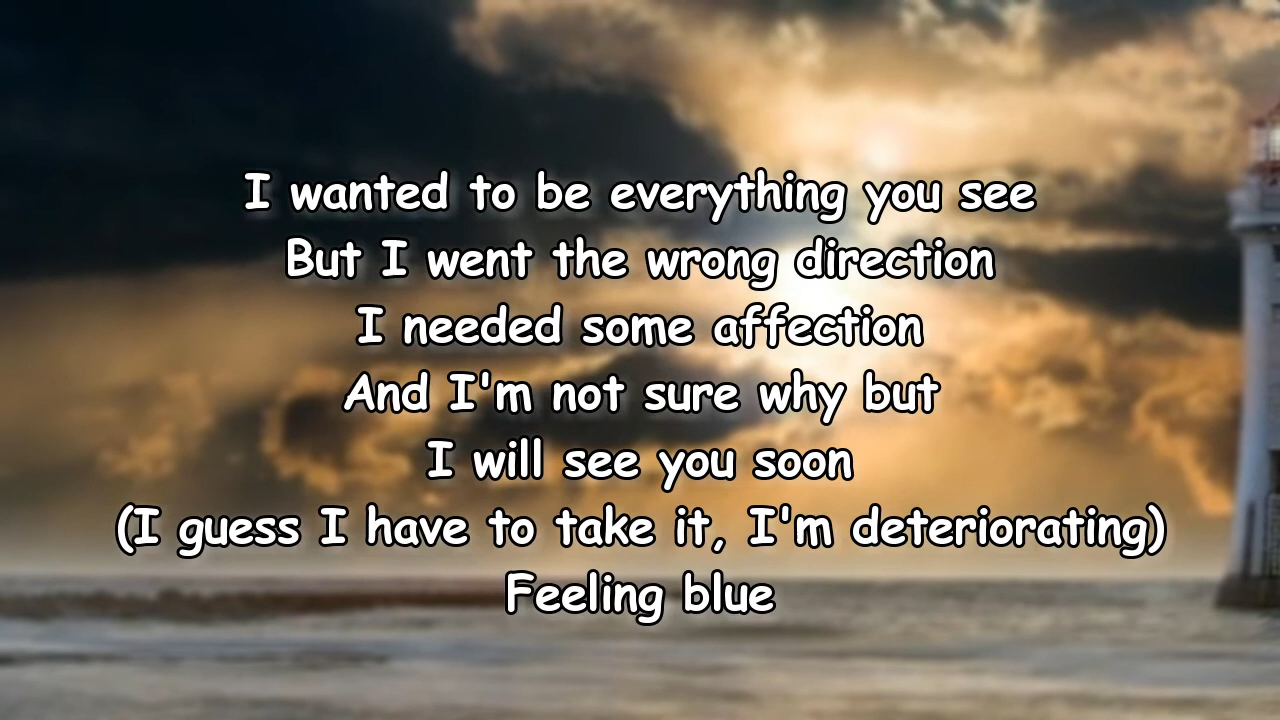 I wanted to be everything you see
But I went the wrong direction
I needed some affection
And I'm not sure why but
I will see you soon
(I guess I have to take it, I'm deteriorating)
Feeling blue